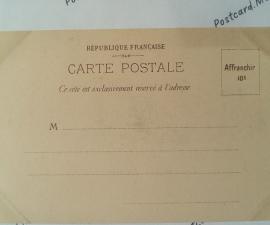 Postcard.M
RÉPUBLIQUE FRANÇAISE
CARTE POSTALE
Ce côté est exclusivement réservé à l'adresse
Affranchir
ici
M